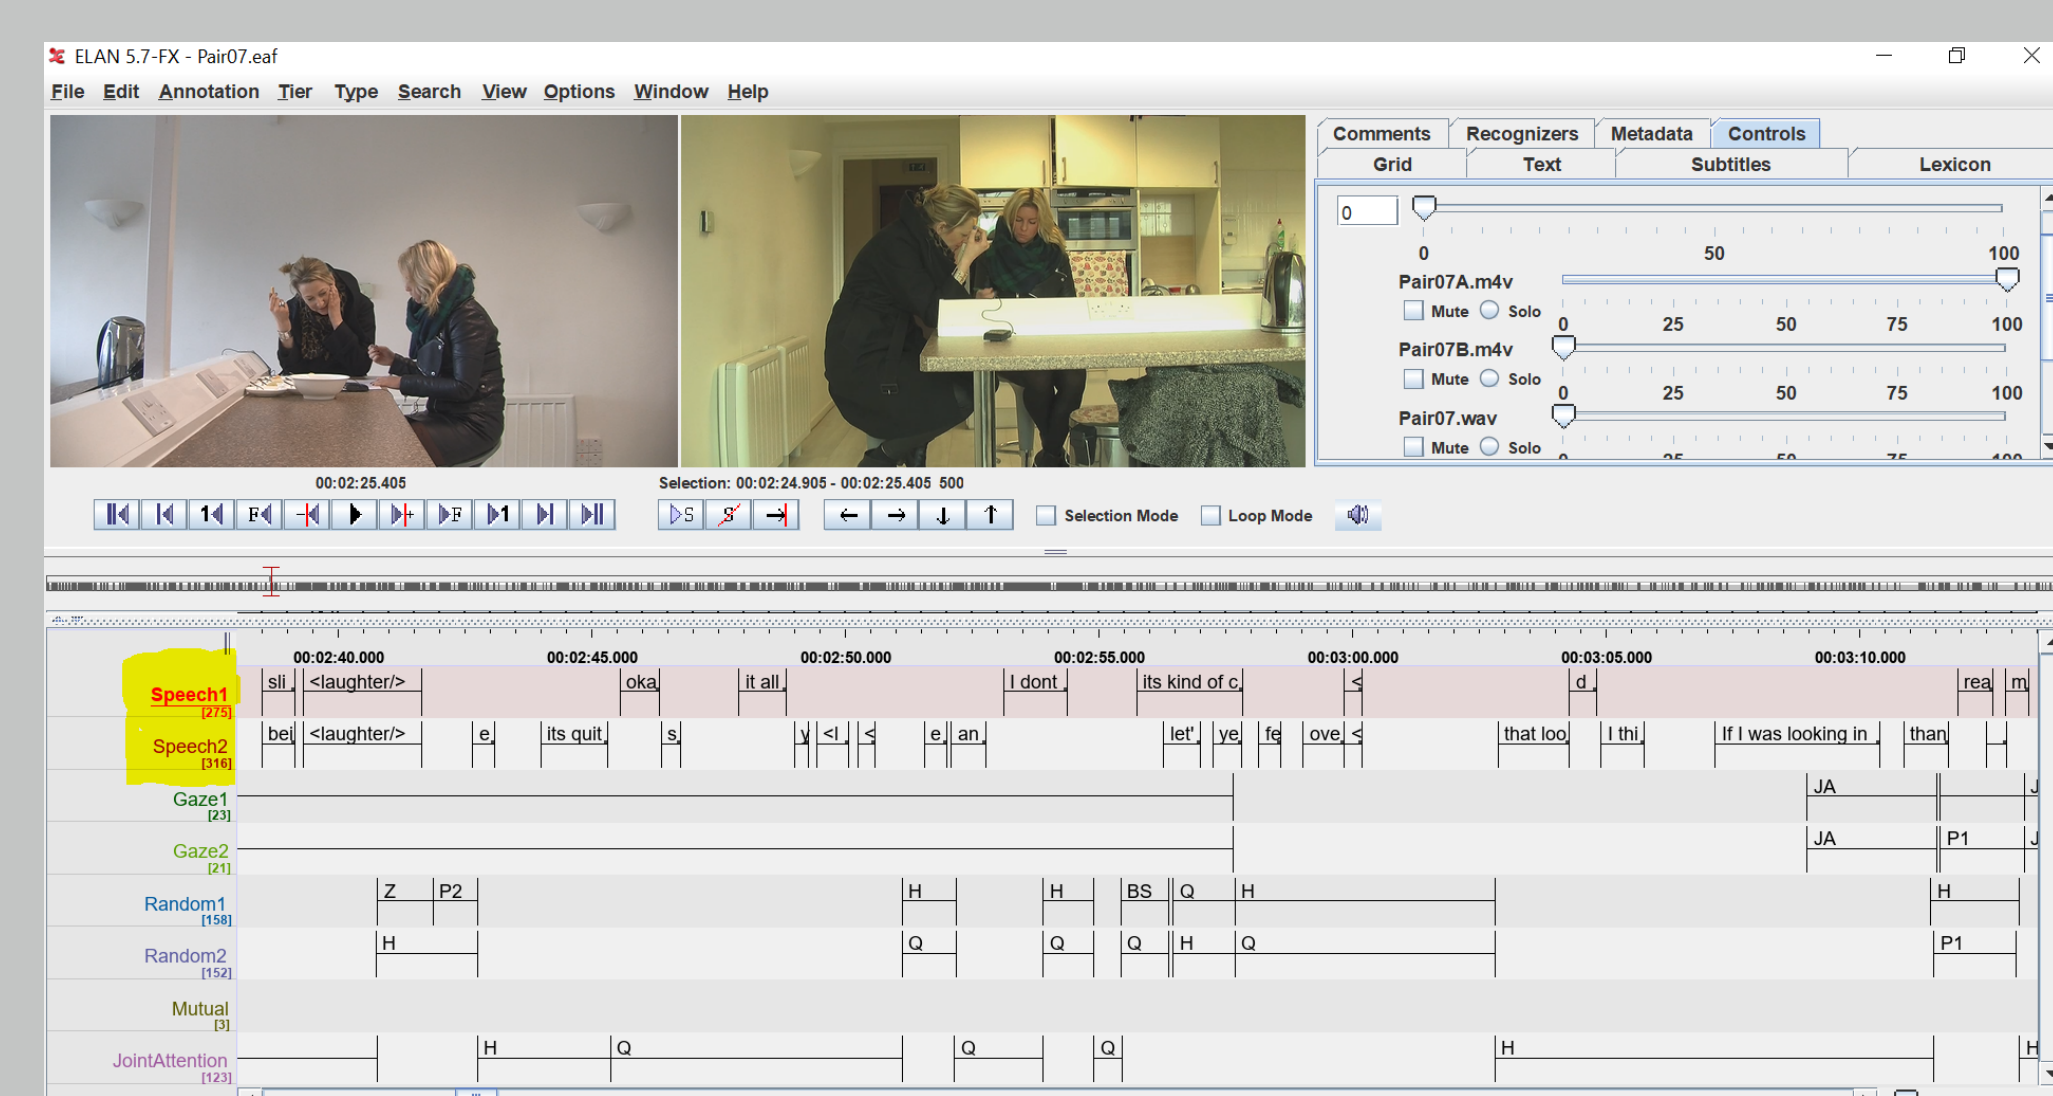 ELAN 5.7-FX - Pair07.eaf
File Edit Annotation Tier Type Search View Options Window Help
Comments Recognizers Metadata Controls
Grid Text Subtitles Lexicon
0
0 50 100
Pair07A.m4v
Mute Solo
0 25 50 75 100
Pair07B.m4v
Mute Solo
0 25 50 75 100
Pair07.wav
Mute Solo
00:02:25.405
Selection: 00:02:24.905 - 00:02:25.405 500
1 F + F 1
S S
Selection Mode Loop Mode
00:02:40.000 00:02:45.000 00:02:50.000 00:02:55.000 00:03:00.000 00:03:05.000 00:03:10.000
Speech1 sli <laughter/> oka it all I dont its kind of c < d rea m
[275]
Speech2 bei <laughter/> e its quit s y <l < e an let' ye fe ove < that loo I thi If I was looking in than
[316]
Gaze1 JA J
[23]
Gaze2 JA P1 J
[21]
Random1 Z P2 H H BS Q H H
[158]
Random2 H Q Q Q H Q P1
[152]
Mutual
[3]
JointAttention H Q Q Q H H
[123]